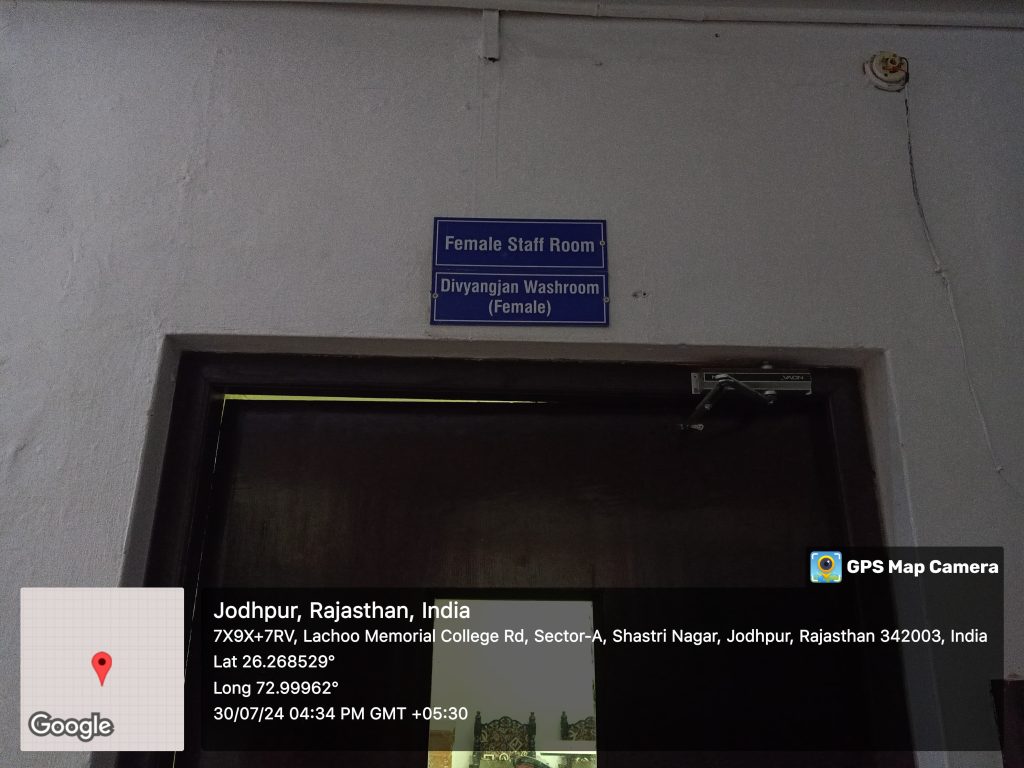 Female Staff Room
Divyangjan Washroom
(Female)
GPS Map Camera
Jodhpur, Rajasthan, India
7X9X+7RV, Lachoo Memorial College Rd, Sector-A, Shastri Nagar, Jodhpur, Rajasthan 342003, India
Lat 26.268529°
Long 72.99962°
30/07/24 04:34 PM GMT +05:30
Google